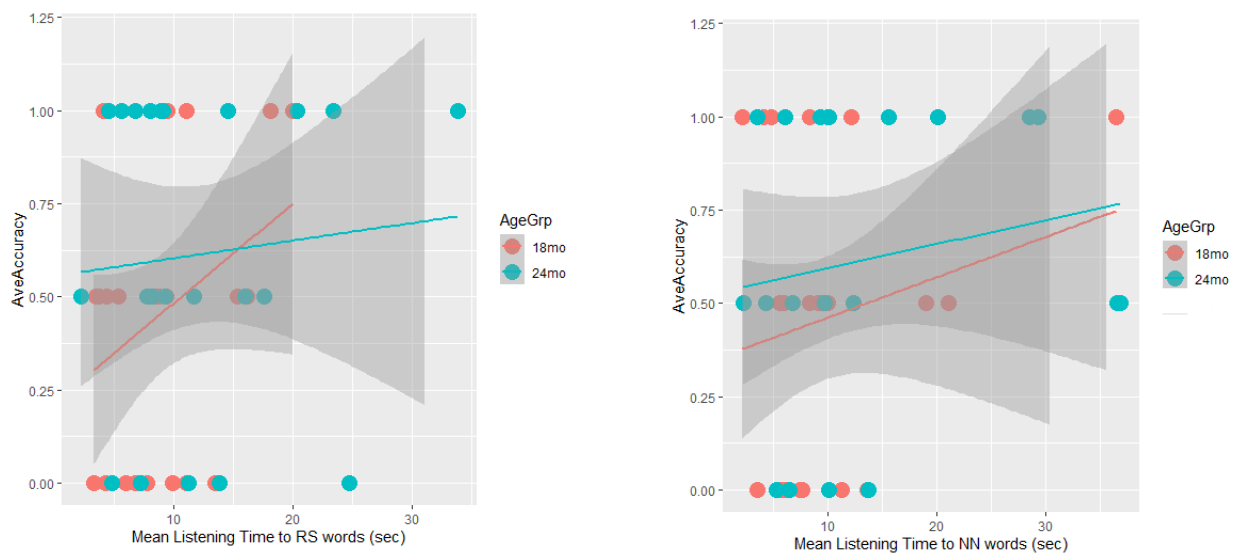 1.25
1.00
0.75
0.50
0.25
0.00
AveAccuracy
10 20 30
Mean Listening Time to RS words (sec)
AgeGrp
18mo
24mo
1.25
1.00
0.75
0.50
0.25
0.00
AveAccuracy
10 20 30
Mean Listening Time to NN words (sec)
AgeGrp
18mo
24mo